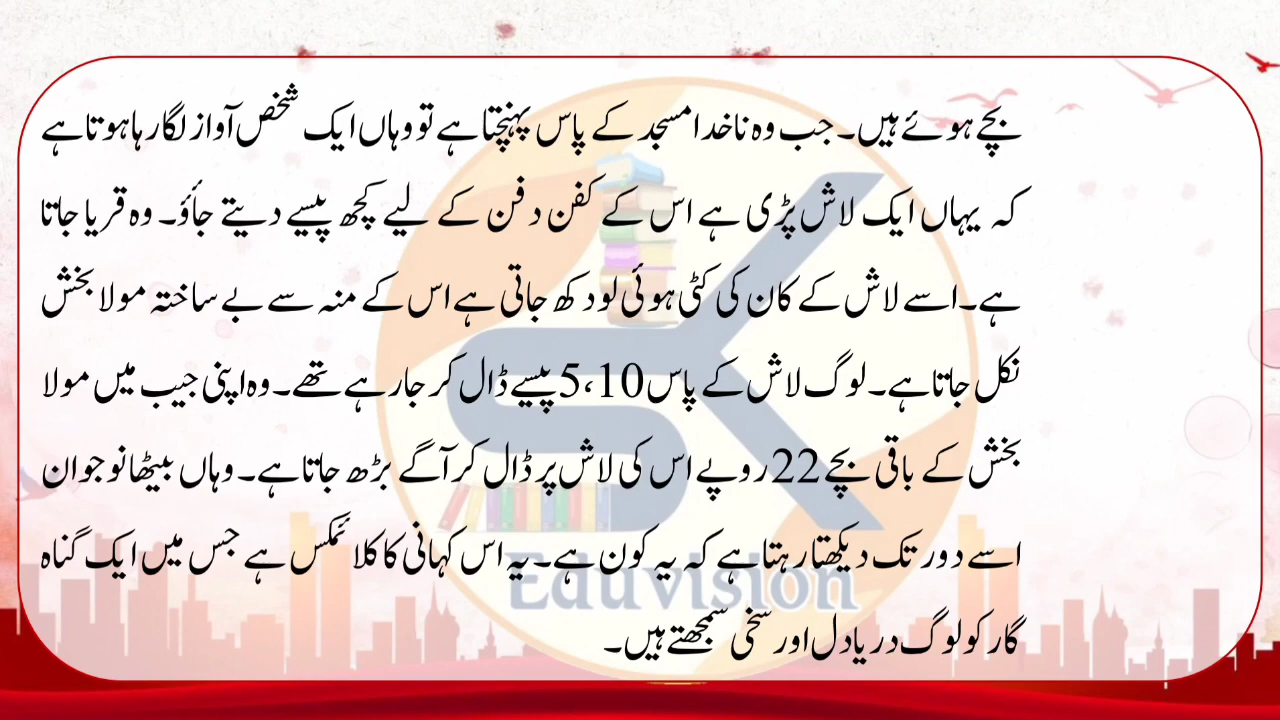 بچے ہوئے ہیں۔ جب وہ ناخدا مسجد کے پاس پہنچتا ہے تو وہاں ایک شخص آواز لگا رہا ہوتا ہے
کہ یہاں ایک لاش پڑی ہے اس کے کفن دفن کے لیے کچھ پیسے دیتے جاؤ۔ وہ قریا جاتا
ہے۔ اسے لاش کے کان کی کٹی ہوئی لو دکھ جاتی ہے اس کے منہ سے بے ساختہ مولا بخش
نکل جاتا ہے۔ لوگ لاش کے پاس 10،5 پیسے ڈال کر جا رہے تھے۔ وہ اپنی جیب میں مولا
بخش کے باقی بچے 22 روپے اس کی لاش پر ڈال کر آگے بڑھ جاتا ہے۔ وہاں بیٹھا نوجوان
اسے دور تک دیکھتا رہتا ہے کہ یہ کون ہے۔ یہ اس کہانی کا کلائمکس ہے جس میں ایک گناہ
گار کو لوگ دریا دل اور سخی سمجھتے ہیں۔
SK
Eduvision